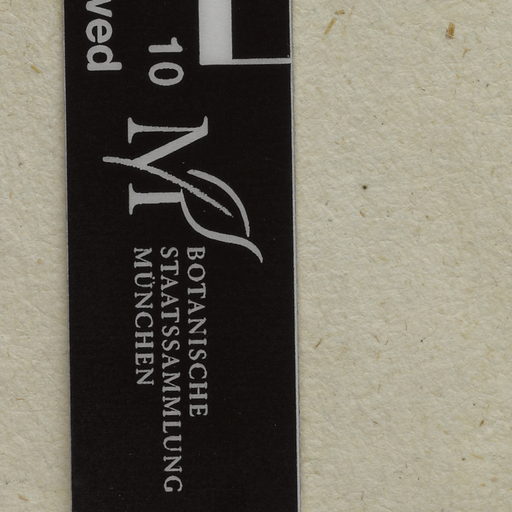 ved
10
M
BOTANISCHE
STAATSSAMMLUNG
MÜNCHEN